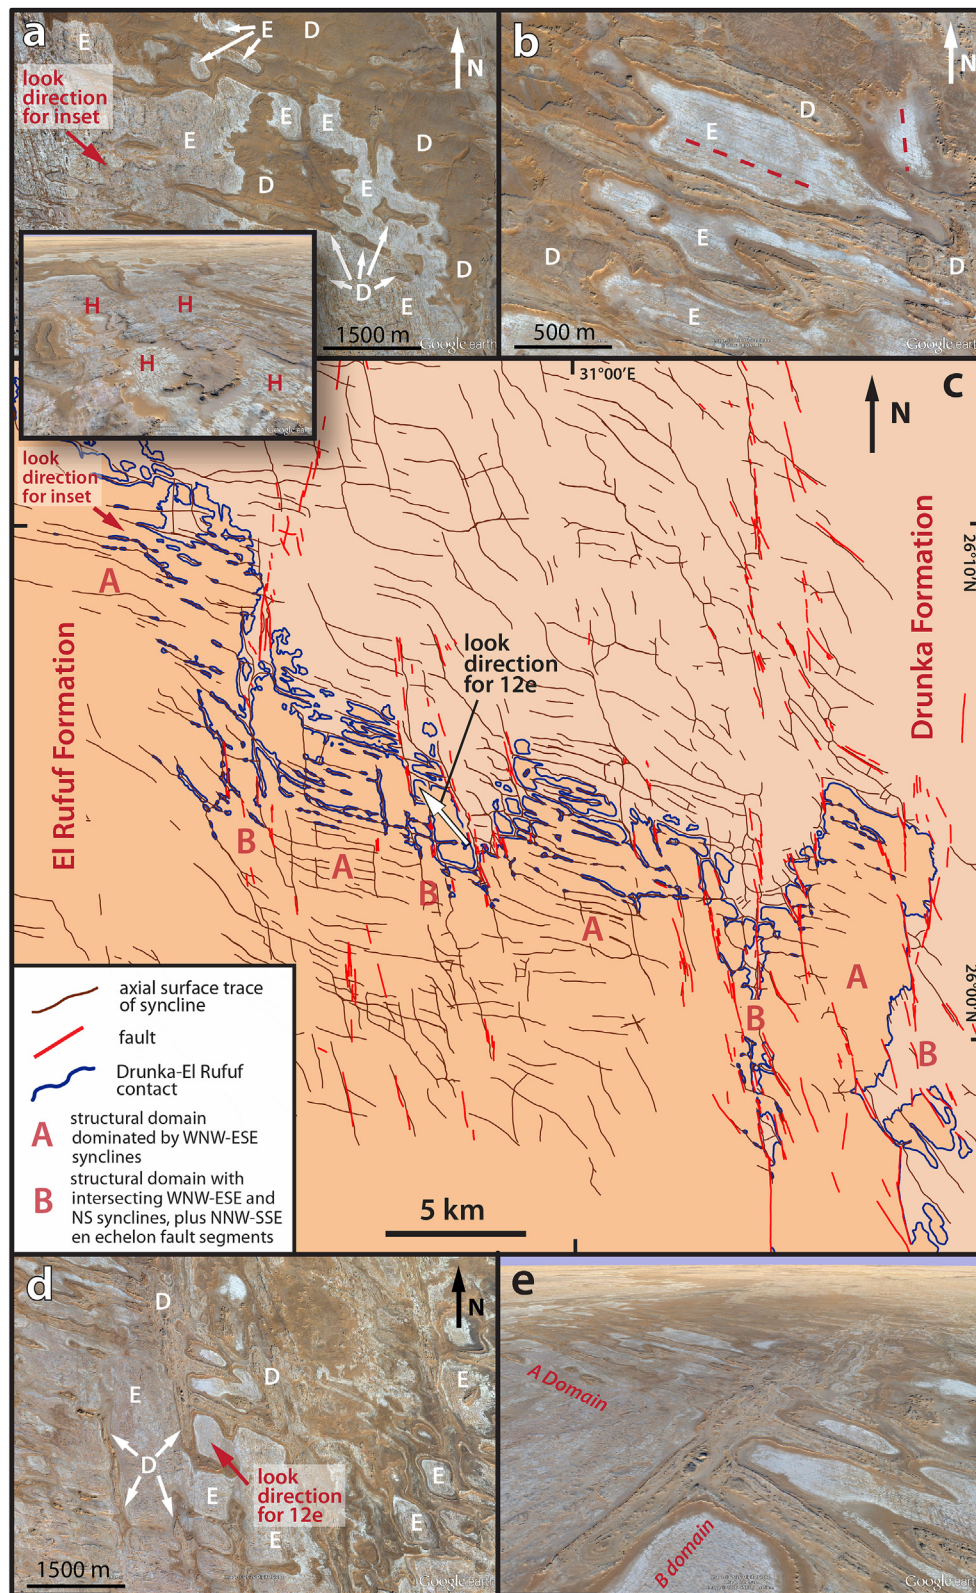 a
E
E
D
N
look
direction
for inset
E
E
E
D
D
E
D
D
E
1500 m
Google earth
H
H
H
H
Google earth
b
N
D
E
E
D
D
E
500 m
Google earth
31°00'E
c
N
look
direction
for inset
A
El Rufuf Formation
look
direction
for 12e
Drunka Formation
26°10'N
B
A
B
A
A
B
B
26°00'N
axial surface trace
of syncline
fault
Drunka-El Rufuf
contact
A
structural domain
dominated by WNW-ESE
synclines
B
structural domain with
intersecting WNW-ESE and
NS synclines, plus NNW-SSE
en echelon fault segments
5 km
d
D
N
E
D
E
D
E
E
look
direction
for 12e
E
1500 m
Google earth
e
A Domain
B domain
Google earth